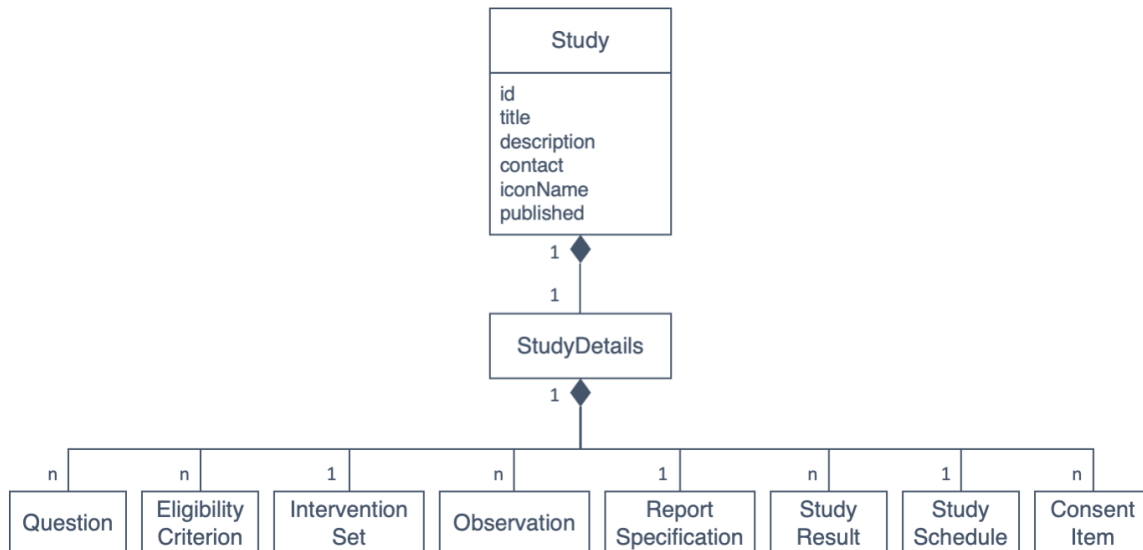 Study
id
title
description
contact
iconName
published
1
1
StudyDetails
1
n n 1 n 1 n 1 n
Question
Eligibility
Criterion
Intervention
Set
Observation
Report
Specification
Study
Result
Study
Schedule
Consent
Item